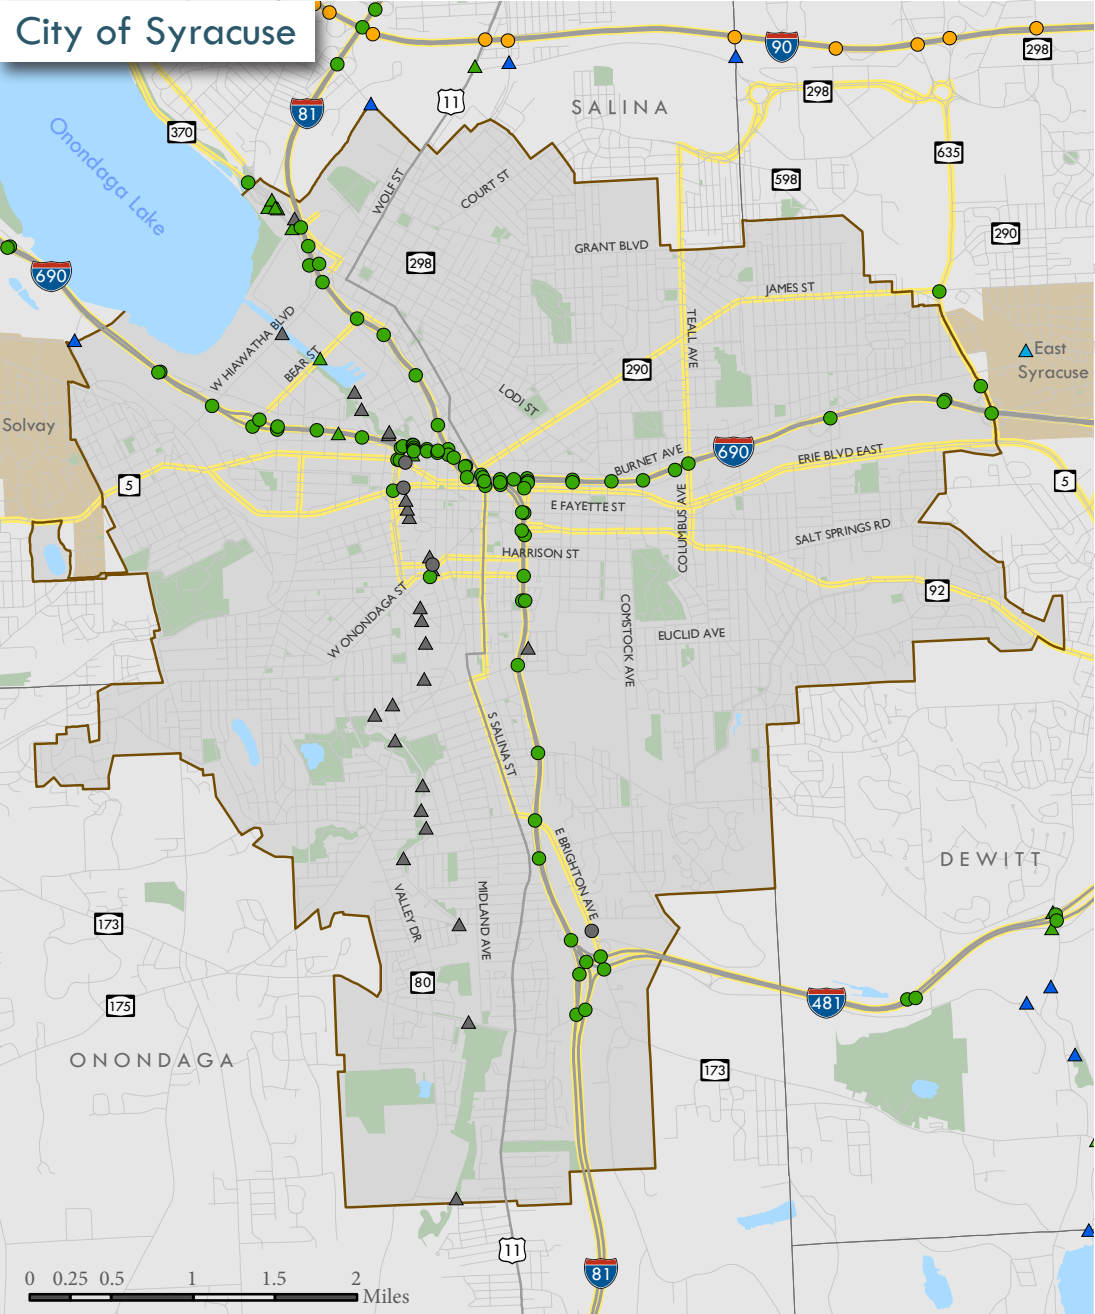 City of Syracuse
90
298
11
81
SALINA
298
370
Onondaga Lake
635
598
WOLF ST
COURT ST
290
GRANT BLVD
298
690
JAMES ST
W HIAWATHA BLVD
TEALL AVE
East
Syracuse
BEAR ST
290
LODI ST
Solvay
690
BURNET AVE
ERIE BLVD EAST
5
5
E FAYETTE ST
COLUMBUS AVE
SALT SPRINGS RD
HARRISON ST
92
W ONONDAGA ST
COMSTOCK AVE
EUCLID AVE
S SALINA ST
E BRIGHTON AVE
DEWITT
VALLEY DR
MIDLAND AVE
173
80
481
175
ONONDAGA
173
11
81
0 0.25 0.5 1 1.5 2
Miles